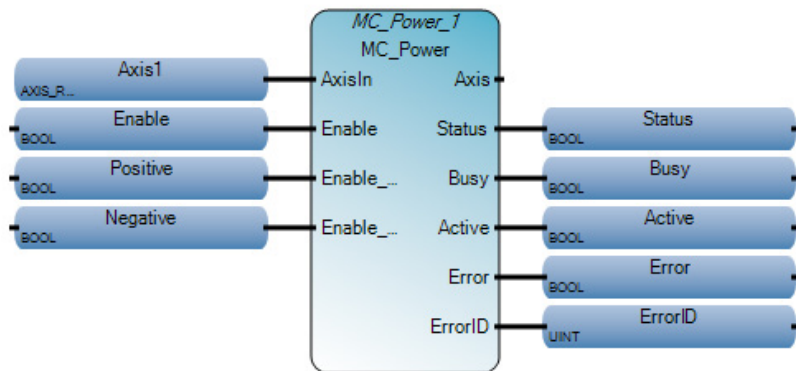 MC_Power_1
MC_Power
Axis1
AXIS_R...
AxisIn
Axis
Enable
BOOL
Enable
Status
Status
BOOL
Positive
BOOL
Enable_...
Busy
Busy
BOOL
Negative
BOOL
Enable_...
Active
Active
BOOL
Error
Error
BOOL
ErrorID
ErrorID
UINT